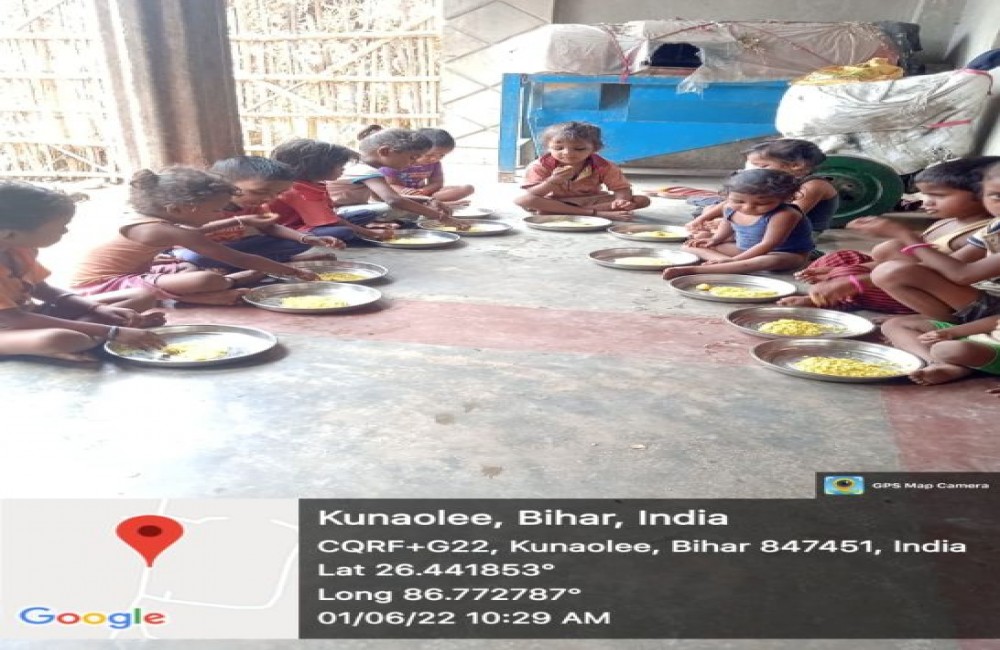 GPS Map Camera
Kunaolee, Bihar, India
CQRF+G22, Kunaolee, Bihar 847451, India
Lat 26.441853°
Long 86.772787°
01/06/22 10:29 AM
Google